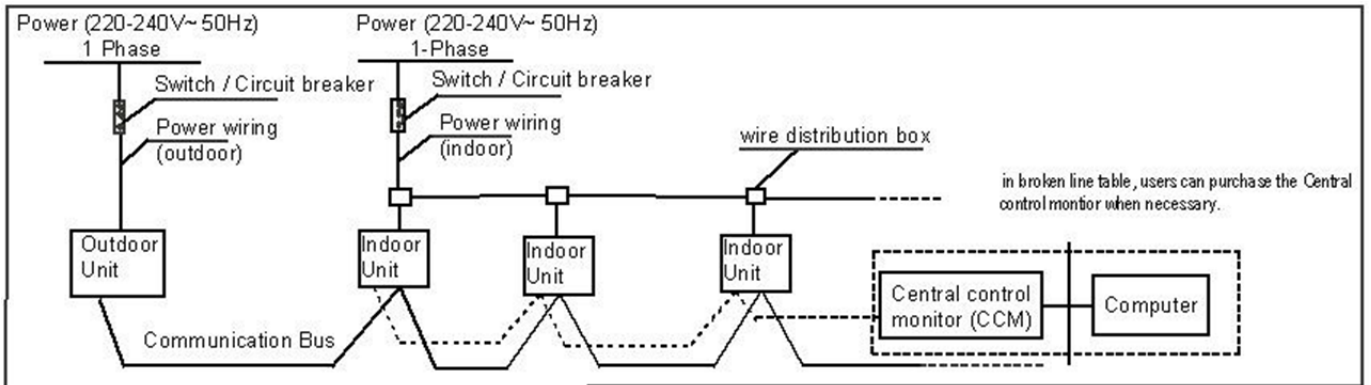 Power (220-240V~ 50Hz)
1 Phase
Switch / Circuit breaker
Power wiring
(outdoor)
Power (220-240V~ 50Hz)
1-Phase
Switch / Circuit breaker
Power wiring
(indoor)
wire distribution box
in broken line table, users can purchase the Central
control montior when necessary.
Outdoor
Unit
Indoor
Unit
Indoor
Unit
Indoor
Unit
Central control
monitor (CCM)
Computer
Communication Bus